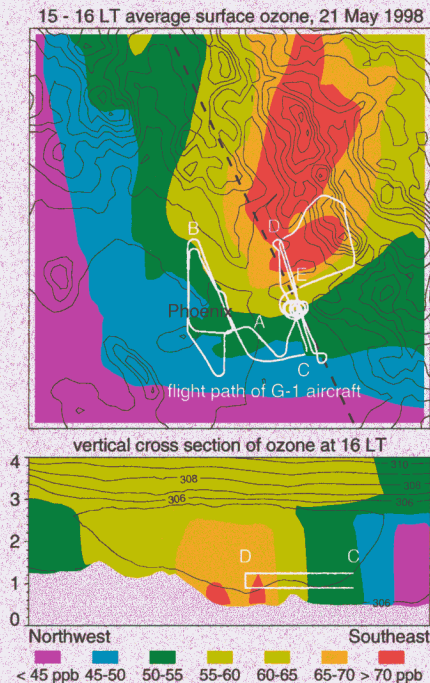 15 - 16 LT average surface ozone, 21 May 1998
B
D
E
Phoenix
A
C
flight path of G-1 aircraft
vertical cross section of ozone at 16 LT
4
310
308
308
306
306
3
2
D
C
1
306
0
Northwest
Southeast
< 45 ppb 45-50 50-55 55-60 60-65 65-70 > 70 ppb